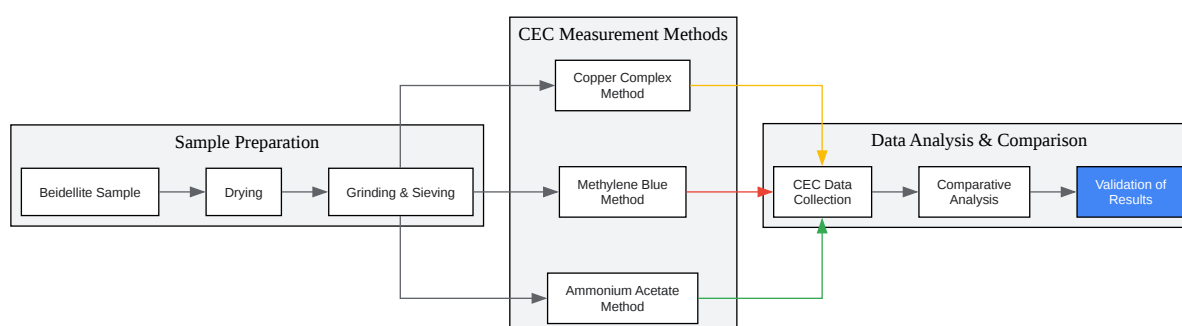 Sample Preparation
Beidellite Sample
Drying
Grinding & Sieving
CEC Measurement Methods
Copper Complex
Method
Methylene Blue
Method
Ammonium Acetate
Method
Data Analysis & Comparison
CEC Data
Collection
Comparative
Analysis
Validation of
Results